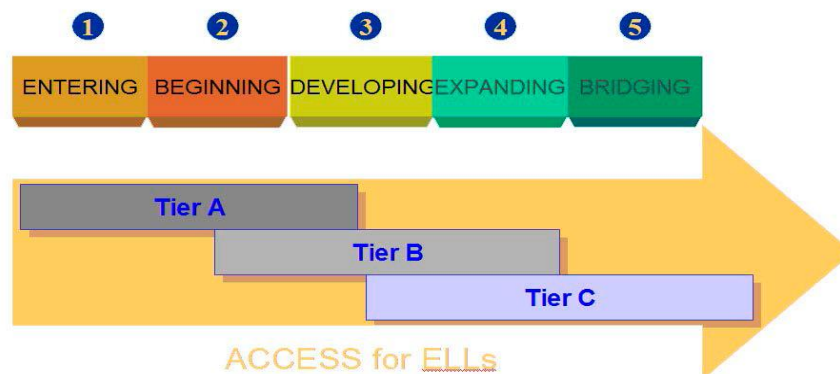 1 2 3 4 5
ENTERING BEGINNING DEVELOPING EXPANDING BRIDGING
Tier A
Tier B
Tier C
ACCESS for ELLs